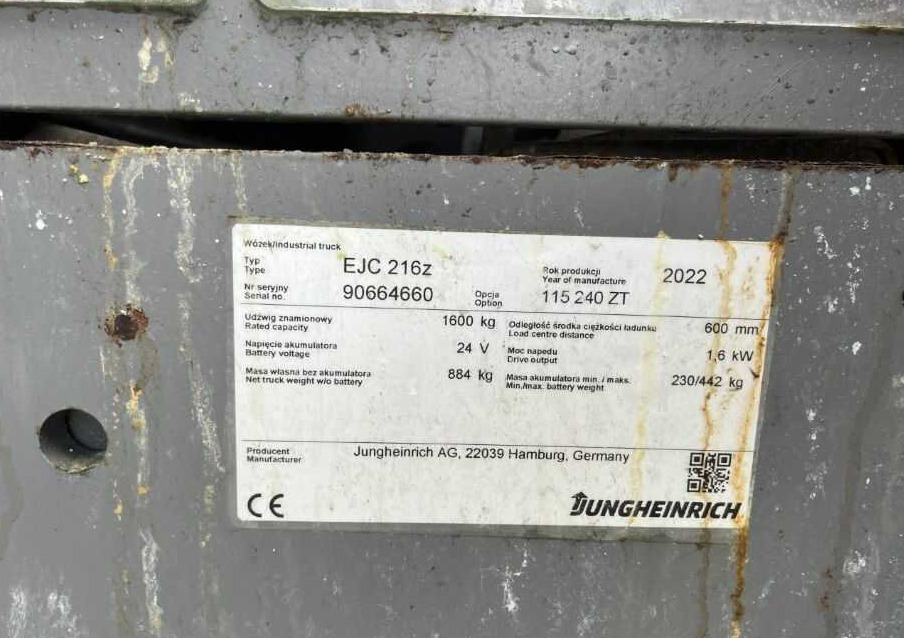 Wózek/Industrial truck
Typ
Type
EJC 216z
Rok produkcji
Year of manufacture
2022
Nr seryjny
Serial no.
90664660
Opcja
Option
115 240 ZT
Udźwig znamionowy
Rated capacity
1600 kg
Odległość środka ciężkości ładunku
Load centre distance
600 mm
Napięcie akumulatora
Battery voltage
24 V
Moc napędu
Drive output
1,6 kW
Masa własna bez akumulatora
Net truck weight w/o battery
884 kg
Masa akumulatora min. / maks.
Min./max. battery weight
230/442 kg
Producent
Manufacturer
Jungheinrich AG, 22039 Hamburg, Germany
CE
JUNGHEINRICH